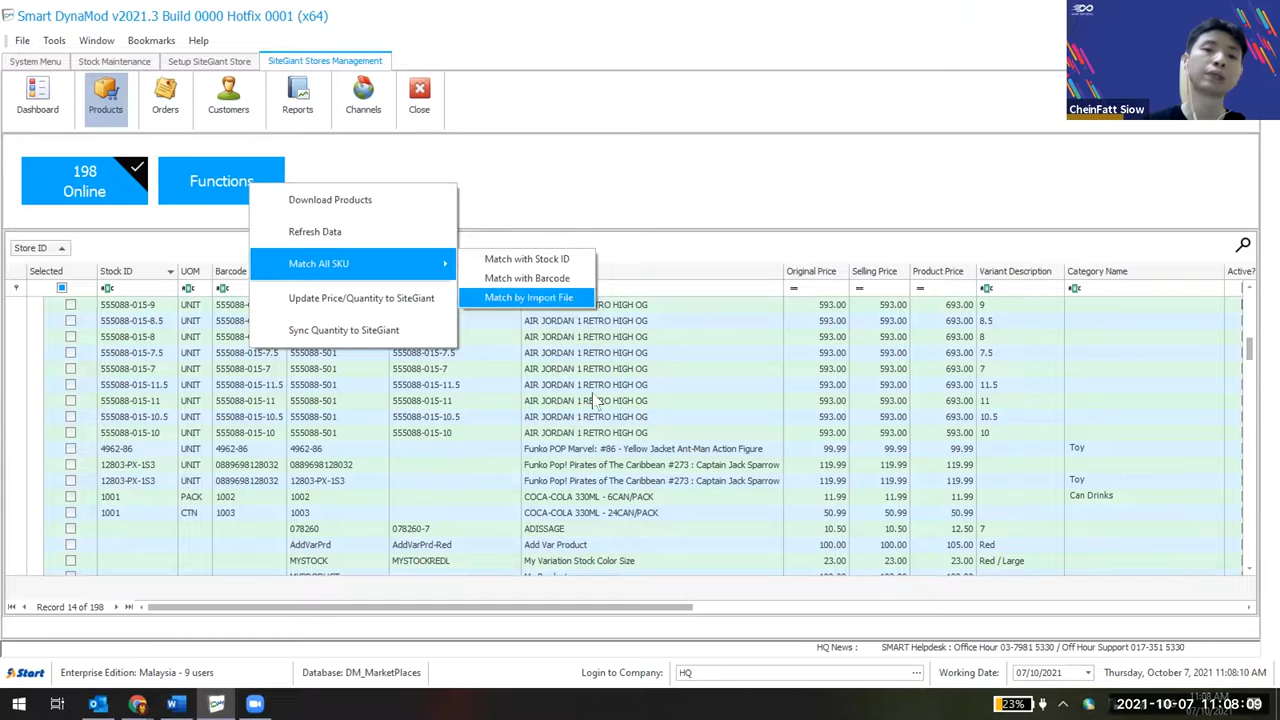 Smart DynaMod v2021.3 Build 0000 Hotfix 0001 (x64)
File Tools Window Bookmarks Help
System Menu Stock Maintenance Setup SiteGiant Store SiteGiant Stores Management
Dashboard Products Orders Customers Reports Channels Close
CheinFatt Siow
198
Online
Functions
Download Products
Refresh Data
Match All SKU
Update Price/Quantity to SiteGiant
Sync Quantity to SiteGiant
Match with Stock ID
Match with Barcode
Match by Import File
Store ID
Selected Stock ID UOM Barcode Original Price Selling Price Product Price Variant Description Category Name Active?
555088-015-9 UNIT 555088-0 AIR JORDAN 1 RETRO HIGH OG 593.00 593.00 693.00 9
555088-015-8.5 UNIT 555088-0 AIR JORDAN 1 RETRO HIGH OG 593.00 593.00 693.00 8.5
555088-015-8 UNIT 555088-0 AIR JORDAN 1 RETRO HIGH OG 593.00 593.00 693.00 8
555088-015-7.5 UNIT 555088-015-7.5 555088-501 555088-015-7.5 AIR JORDAN 1 RETRO HIGH OG 593.00 593.00 693.00 7.5
555088-015-7 UNIT 555088-015-7 555088-501 555088-015-7 AIR JORDAN 1 RETRO HIGH OG 593.00 593.00 693.00 7
555088-015-11.5 UNIT 555088-015-11.5 555088-501 555088-015-11.5 AIR JORDAN 1 RETRO HIGH OG 593.00 593.00 693.00 11.5
555088-015-11 UNIT 555088-015-11 555088-501 555088-015-11 AIR JORDAN 1 RETRO HIGH OG 593.00 593.00 693.00 11
555088-015-10.5 UNIT 555088-015-10.5 555088-501 555088-015-10.5 AIR JORDAN 1 RETRO HIGH OG 593.00 593.00 693.00 10.5
555088-015-10 UNIT 555088-015-10 555088-501 555088-015-10 AIR JORDAN 1 RETRO HIGH OG 593.00 593.00 693.00 10
4962-86 UNIT 4962-86 4962-86 Funko POP Marvel: #86 - Yellow Jacket Ant-Man Action Figure 99.99 99.99 99.99 Toy
12803-PX-1S3 UNIT 0889698128032 0889698128032 Funko Pop! Pirates of The Caribbean #273 : Captain Jack Sparrow 119.99 119.99 119.99
12803-PX-1S3 UNIT 0889698128032 12803-PX-1S3 Funko Pop! Pirates of The Caribbean #273 : Captain Jack Sparrow 119.99 119.99 119.99 Toy
1001 PACK 1002 1002 COCA-COLA 330ML - 6CAN/PACK 11.99 11.99 11.99 Can Drinks
1001 CTN 1003 1003 COCA-COLA 330ML - 24CAN/PACK 50.99 50.99 50.99
078260 078260-7 ADISSAGE 10.50 10.50 12.50 7
AddVarPrd AddVarPrd-Red Add Var Product 100.00 100.00 105.00 Red
MYSTOCK MYSTOCKREDL My Variation Stock Color Size 23.00 23.00 23.00 Red / Large
Record 14 of 198
HQ News : SMART Helpdesk : Office Hour 03-7981 5330 / Off Hour Support 017-351 5330
Start Enterprise Edition: Malaysia - 9 users Database: DM_MarketPlaces Login to Company: HQ Working Date: 07/10/2021 Thursday, October 7, 2021 11:08:10 AM
23% 2021-10-07 11:08:09